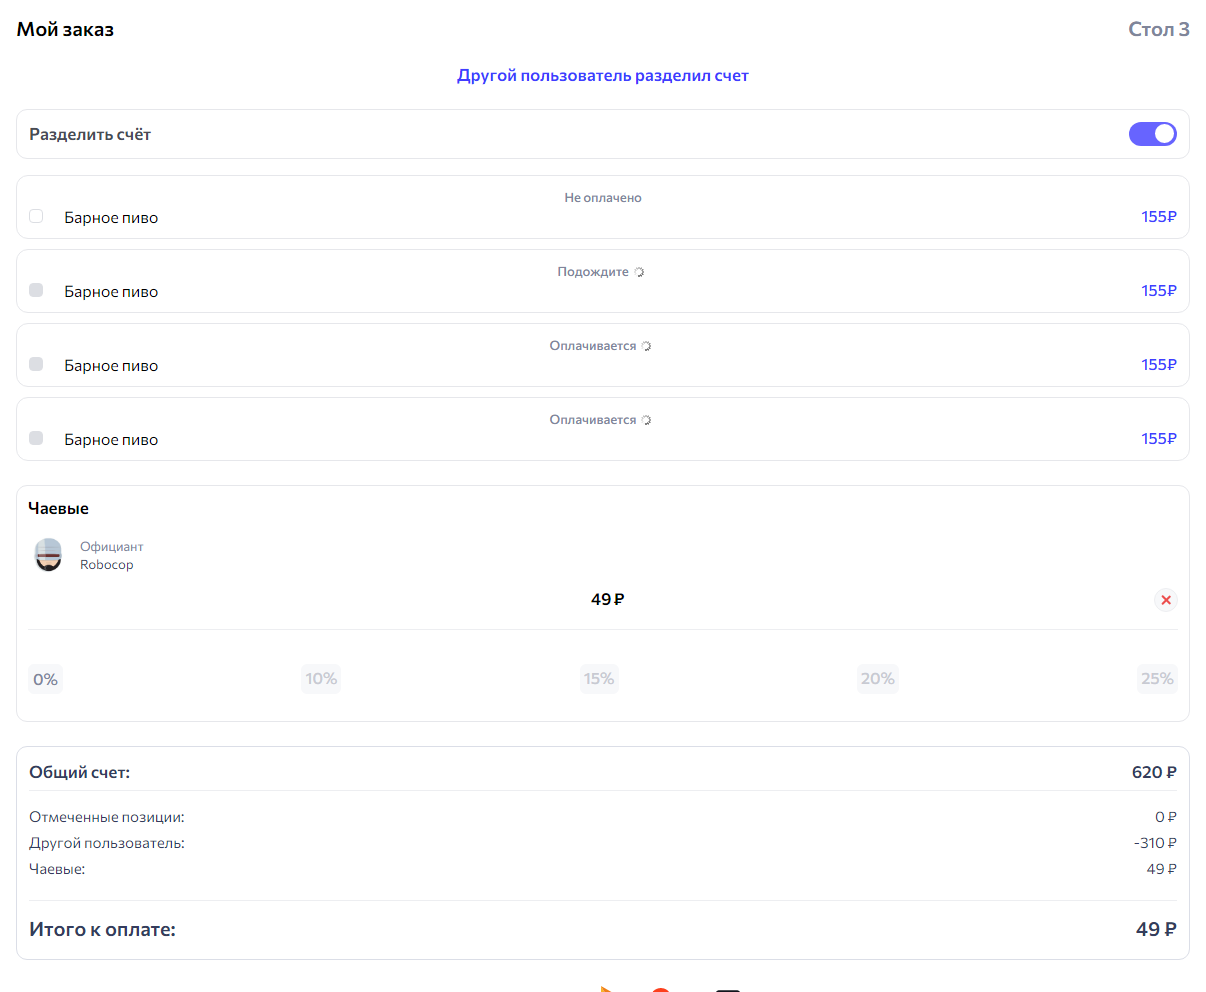 Мой заказ
Стол 3
Другой пользователь разделил счет
Разделить счёт
Не оплачено
Барное пиво
155₽
Подождите
Барное пиво
155₽
Оплачивается
Барное пиво
155₽
Оплачивается
Барное пиво
155₽
Чаевые
Официант
Robocop
49 ₽
0%
10%
15%
20%
25%
Общий счет:
620 ₽
Отмеченные позиции:
0 ₽
Другой пользователь:
-310 ₽
Чаевые:
49 ₽
Итого к оплате:
49 ₽